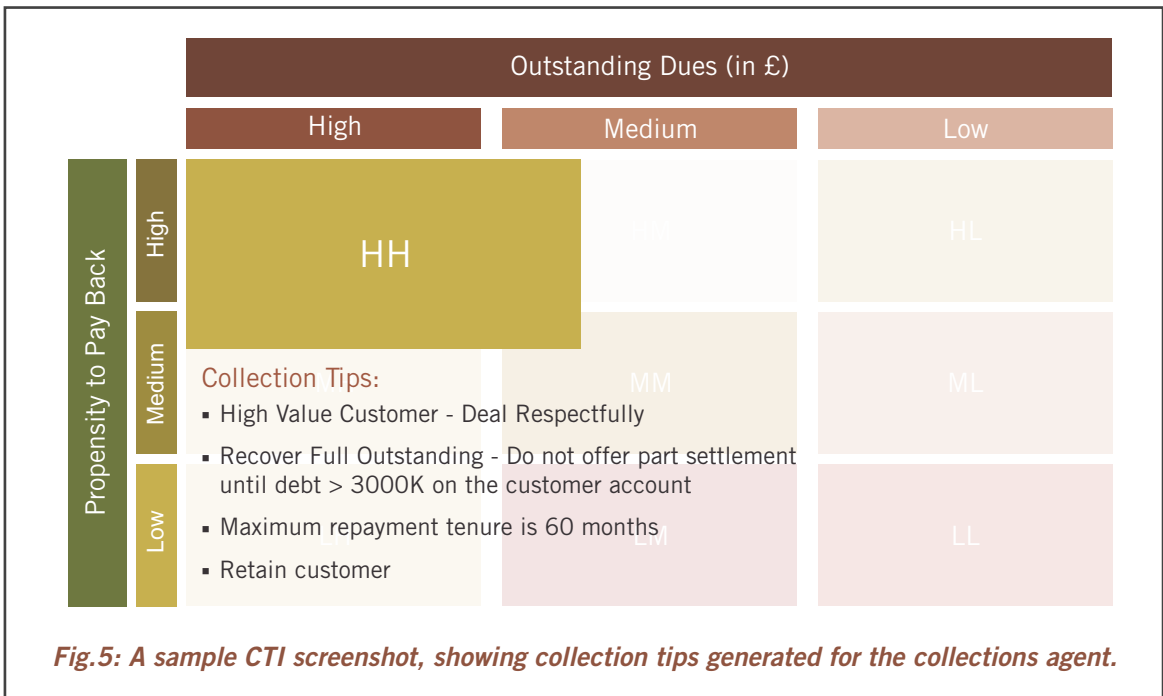 Outstanding Dues (in £)
High
Medium
Low
Propensity to Pay Back
High
Medium
Low
HH
HM
HL
MM
ML
LH
LM
LL
Collection Tips:
▪ High Value Customer - Deal Respectfully
▪ Recover Full Outstanding - Do not offer part settlement
until debt > 3000K on the customer account
▪ Maximum repayment tenure is 60 months
▪ Retain customer
Fig.5: A sample CTI screenshot, showing collection tips generated for the collections agent.